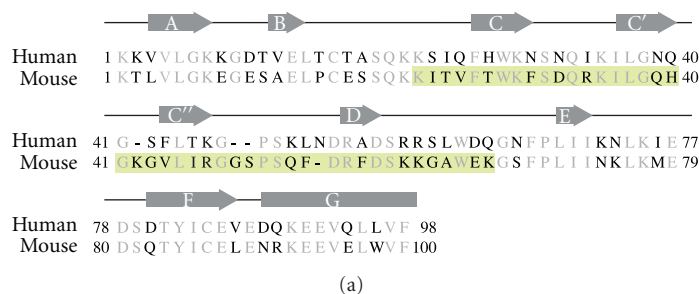 A B C C′
Human 1 KKVVLGKKGDTVELTCTASQKKSIQFHWKNSNQIKILGNQ 40
Mouse 1 KTLVLGKEGESAELPCESSQKKITVFTWKFSDQRKILGQH 40
C″ D E
Human 41 G-SFLTKG--PSKLNDRADSRRSLWDQGNFPLIIKNLKIE 77
Mouse 41 GKGVLIRGGSPSQF-DRFDSKKGAWEKGSFPLIINKLKME 79
F G
Human 78 DSDTYICEVEDQKEEVQLLVF 98
Mouse 80 DSQTYICELENRKEEVELWVF 100
(a)